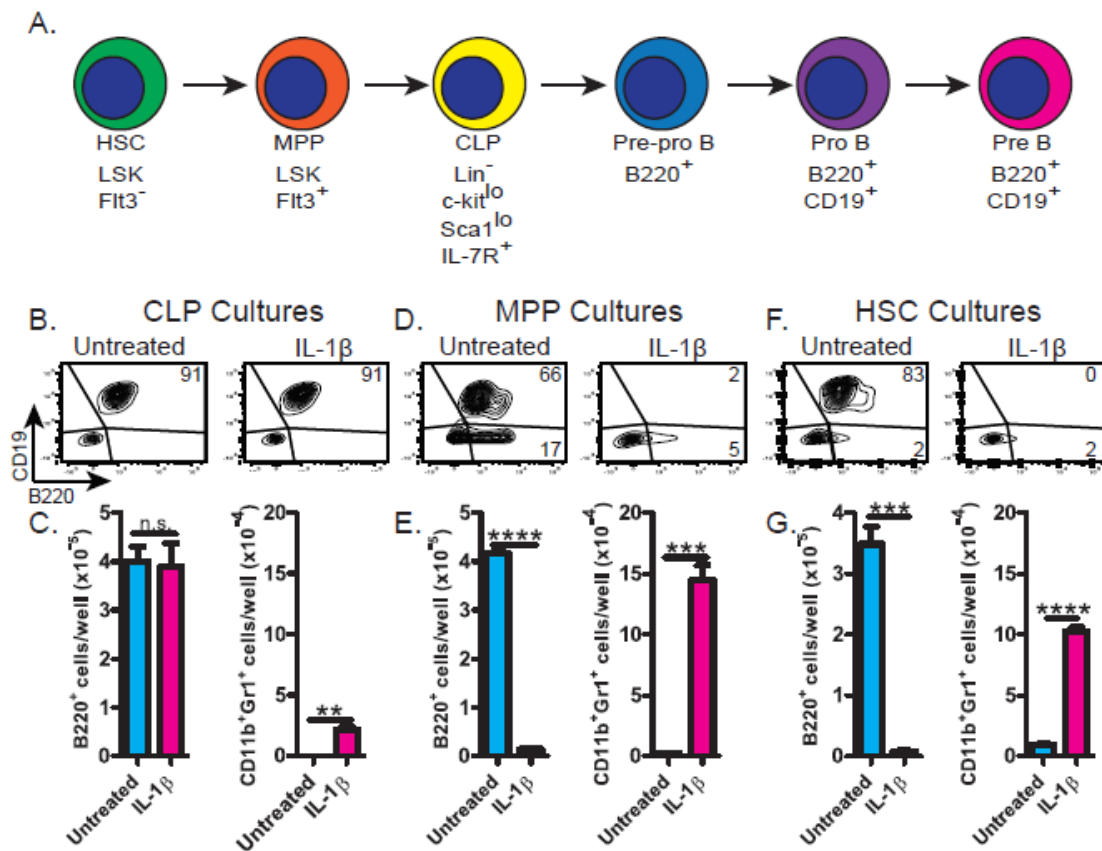 A.
HSC MPP CLP Pre-pro B Pro B Pre B
LSK LSK Lin- B220+ B220+ B220+
Flt3- Flt3+ c-kit^lo CD19+ CD19+
Sca1^lo
IL-7R+
B. CLP Cultures D. MPP Cultures F. HSC Cultures
Untreated IL-1β Untreated IL-1β Untreated IL-1β
91 91 66 2 83 0
17 5 2 2
CD19
B220
C. E. G.
B220+ cells/well (x10^-5)
5
4
3
2
1
0
n.s.
Untreated
IL-1β
CD11b+Gr1+ cells/well (x10^-4)
20
15
10
5
0
**
Untreated
IL-1β
B220+ cells/well (x10^-5)
5
4
3
2
1
0
****
Untreated
IL-1β
CD11b+Gr1+ cells/well (x10^-4)
20
15
10
5
0
***
Untreated
IL-1β
B220+ cells/well (x10^-5)
4
3
2
1
0
***
Untreated
IL-1β
CD11b+Gr1+ cells/well (x10^-4)
20
15
10
5
0
****
Untreated
IL-1β